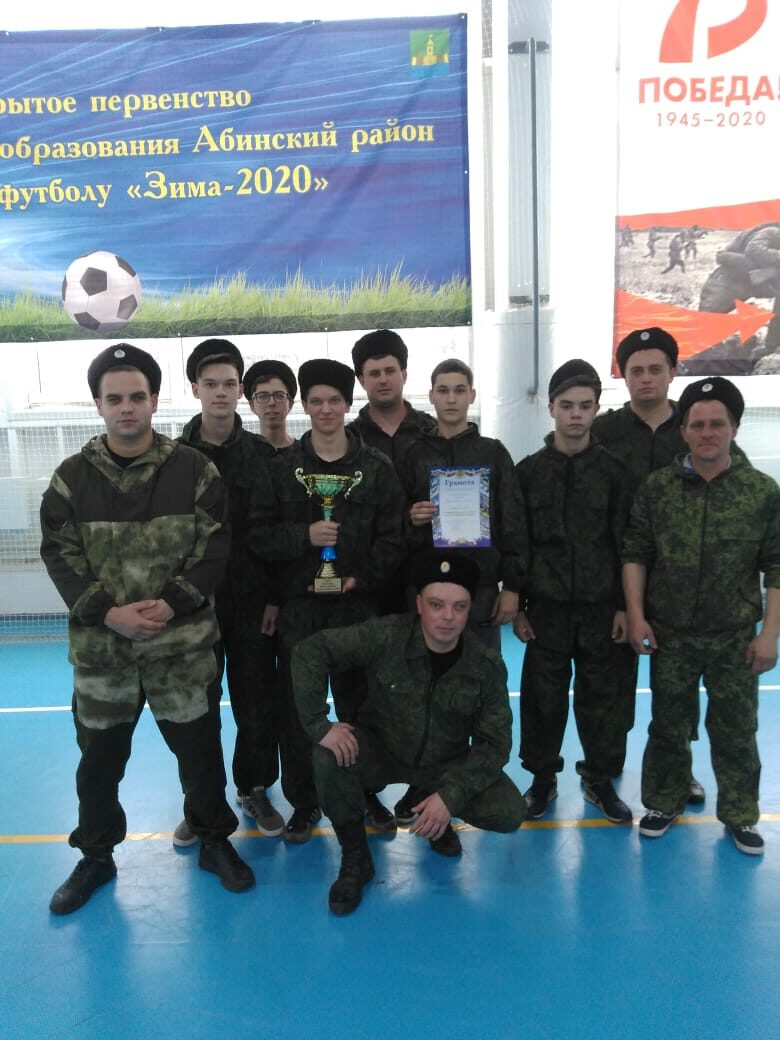 рытое первенство
образования Абинский район
футболу «Зима-2020»
ПОБЕДА!
1945–2020
Грамота